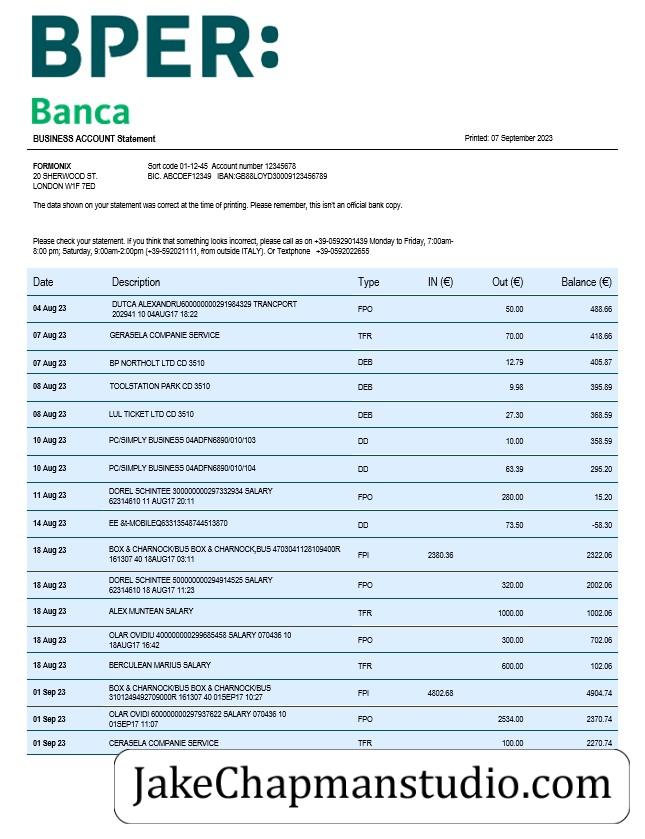 BPER:
Banca
BUSINESS ACCOUNT Statement Printed: 07 September 2023
FORMONIX Sort code 01-12-45 Account number 12345678
20 SHERWOOD ST. BIC. ABCDEF12349 IBAN:GB88LOYD30009123456789
LONDON W1F 7ED
The data shown on your statement was correct at the time of printing. Please remember, this isn't an official bank copy.
Please check your statement. If you think that something looks incorrect, please call as on +39-0592901439 Monday to Friday, 7:00am-
8:00 pm; Saturday, 9:00am-2:00pm (+39-592021111, from outside ITALY). Or Textphone +39-0592022655
Date Description Type IN (€) Out (€) Balance (€)
04 Aug 23 DUTCA ALEXANDRU600000000291984329 TRANCPORT FPO 50.00 488.66
202941 10 04AUG17 18:22
07 Aug 23 GERASELA COMPANIE SERVICE TFR 70.00 418.66
07 Aug 23 BP NORTHOLT LTD CD 3510 DEB 12.79 405.87
08 Aug 23 TOOLSTATION PARK CD 3510 DEB 9.98 395.89
08 Aug 23 LUL TICKET LTD CD 3510 DEB 27.30 368.59
10 Aug 23 PC/SIMPLY BUSINESS 04ADFN6890/010/103 DD 10.00 358.59
10 Aug 23 PC/SIMPLY BUSINESS 04ADFN6890/010/104 DD 63.39 295.20
11 Aug 23 DOREL SCHINTEE 300000000297332934 SALARY FPO 280.00 15.20
62314610 11 AUG17 20:11
14 Aug 23 EE &t-MOBILEQ63313548744513870 DD 73.50 -58.30
18 Aug 23 BOX & CHARNOCK/BUS BOX & CHARNOCK,BUS 4703041128109400R FPI 2380.36 2322.06
161307 40 18AUG17 03:11
18 Aug 23 DOREL SCHINTEE 500000000294914525 SALARY FPO 320.00 2002.06
62314610 18 AUG17 11:23
18 Aug 23 ALEX MUNTEAN SALARY TFR 1000.00 1002.06
18 Aug 23 OLAR OVIDIU 400000000299685458 SALARY 070436 10 FPO 300.00 702.06
18AUG17 16:42
18 Aug 23 BERCULEAN MARIUS SALARY TFR 600.00 102.06
01 Sep 23 BOX & CHARNOCK/BUS BOX & CHARNOCK/BUS FPI 4802.68 4904.74
3101249492709000R 161307 40 01SEP17 10:27
01 Sep 23 OLAR OVIDI 600000000297937622 SALARY 070436 10 FPO 2534.00 2370.74
01SEP17 11:07
01 Sep 23 CERASELA COMPANIE SERVICE TFR 100.00 2270.74
JakeChapmanstudio.com